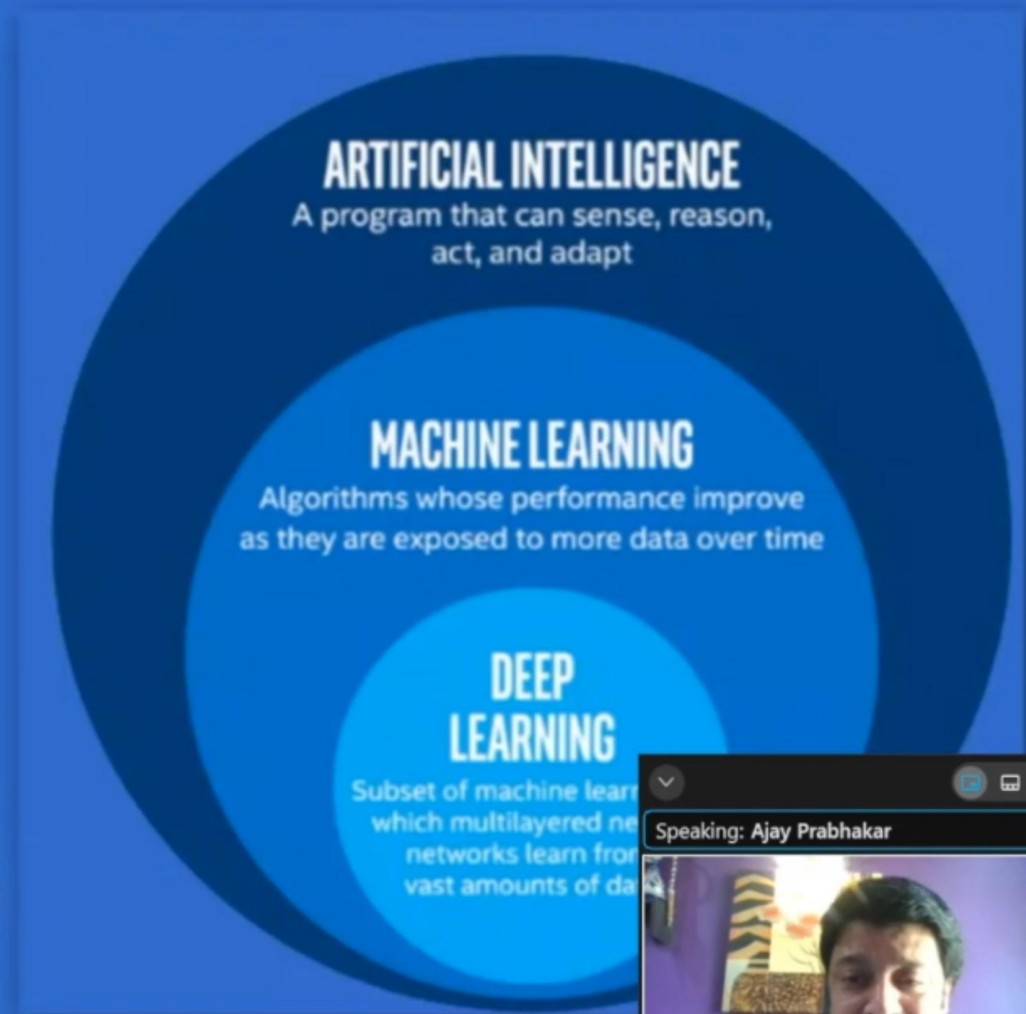 ARTIFICIAL INTELLIGENCE
A program that can sense, reason,
act, and adapt
MACHINE LEARNING
Algorithms whose performance improve
as they are exposed to more data over time
DEEP
LEARNING
Subset of machine
which multilayered
networks learn
vast amounts of
Speaking: Ajay Prabhakar